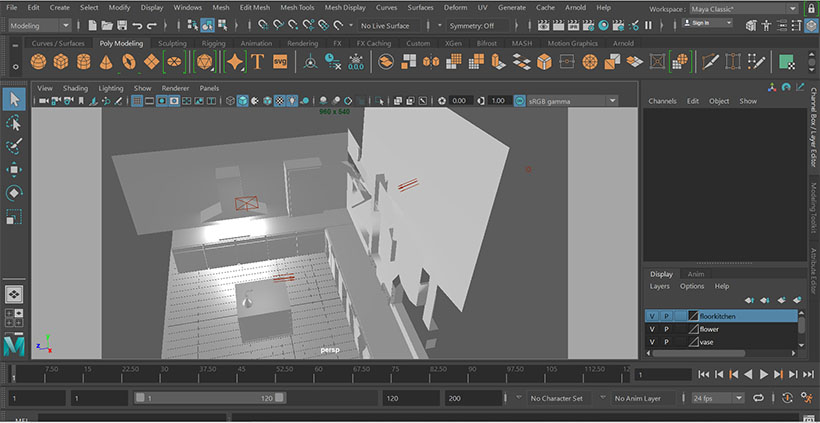 File Edit Create Select Modify Display Windows Mesh Edit Mesh Mesh Tools Mesh Display Curves Surfaces Deform UV Generate Cache Arnold Workspace : Maya Classic*
Modeling No Live Surface Symmetry: Off Sign In
Curves / Surfaces Poly Modeling Sculpting Rigging Animation Rendering FX FX Caching Custom XGen Bifrost MASH Motion Graphics Arnold
T SVG 0,0,0
View Shading Lighting Show Renderer Panels
0.00 1.00 sRGB gamma
Channels Edit Object Show
960 x 540
Channel Box / Layer Editor
Modeling Toolkit
Attribute Editor
Display Anim
Layers Options Help
V P floorkitchen
V P flower
V P vase
persp
y
z x
1 7.50 15 22.50 30 37.50 45 52.50 60 67.50 75 82.50 90 97.50 105 112.50 12 1
1 1 1 120 120 200 No Character Set No Anim Layer 24 fps
MEL